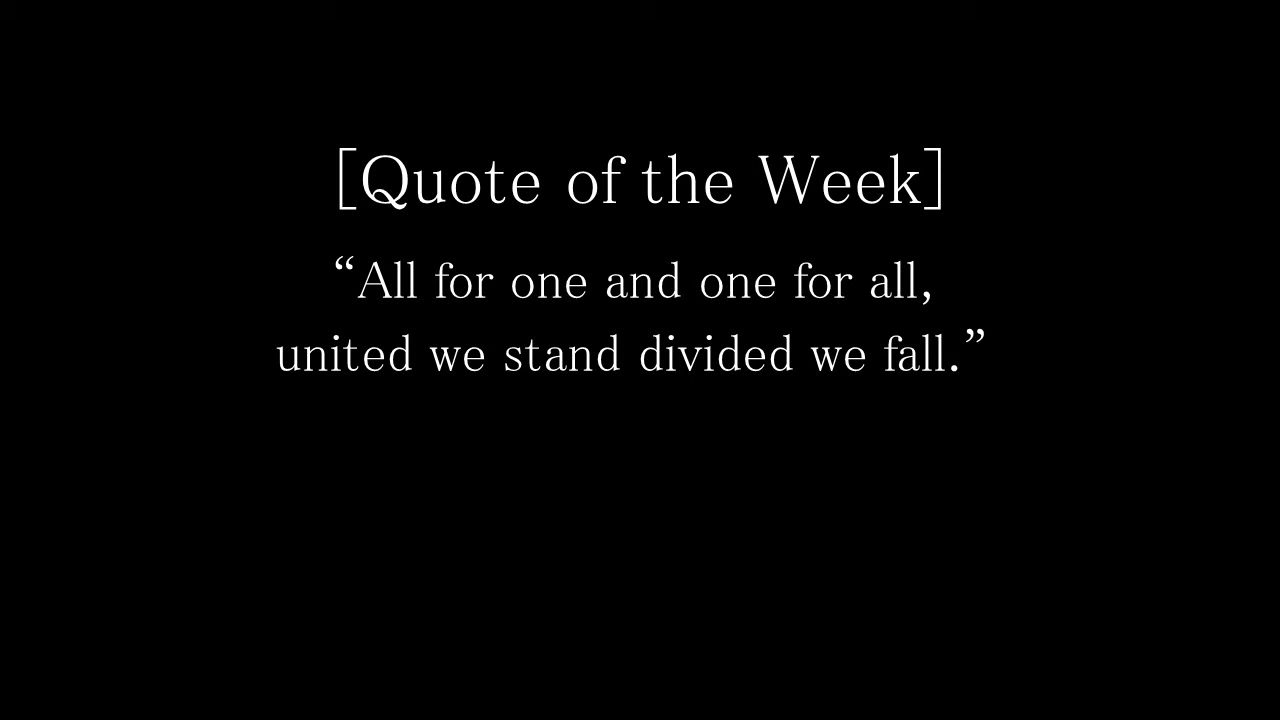 [Quote of the Week]
“All for one and one for all,
united we stand divided we fall.”